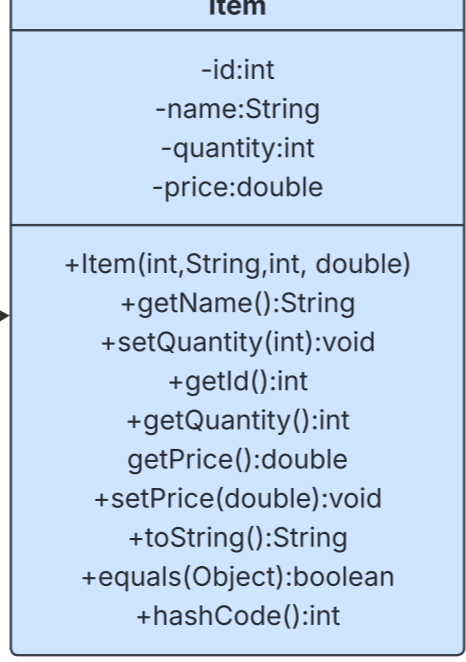 Item
-id:int
-name:String
-quantity:int
-price:double
+Item(int,String,int, double)
+getName():String
+setQuantity(int):void
+getId():int
+getQuantity():int
getPrice():double
+setPrice(double):void
+toString():String
+equals(Object):boolean
+hashCode():int